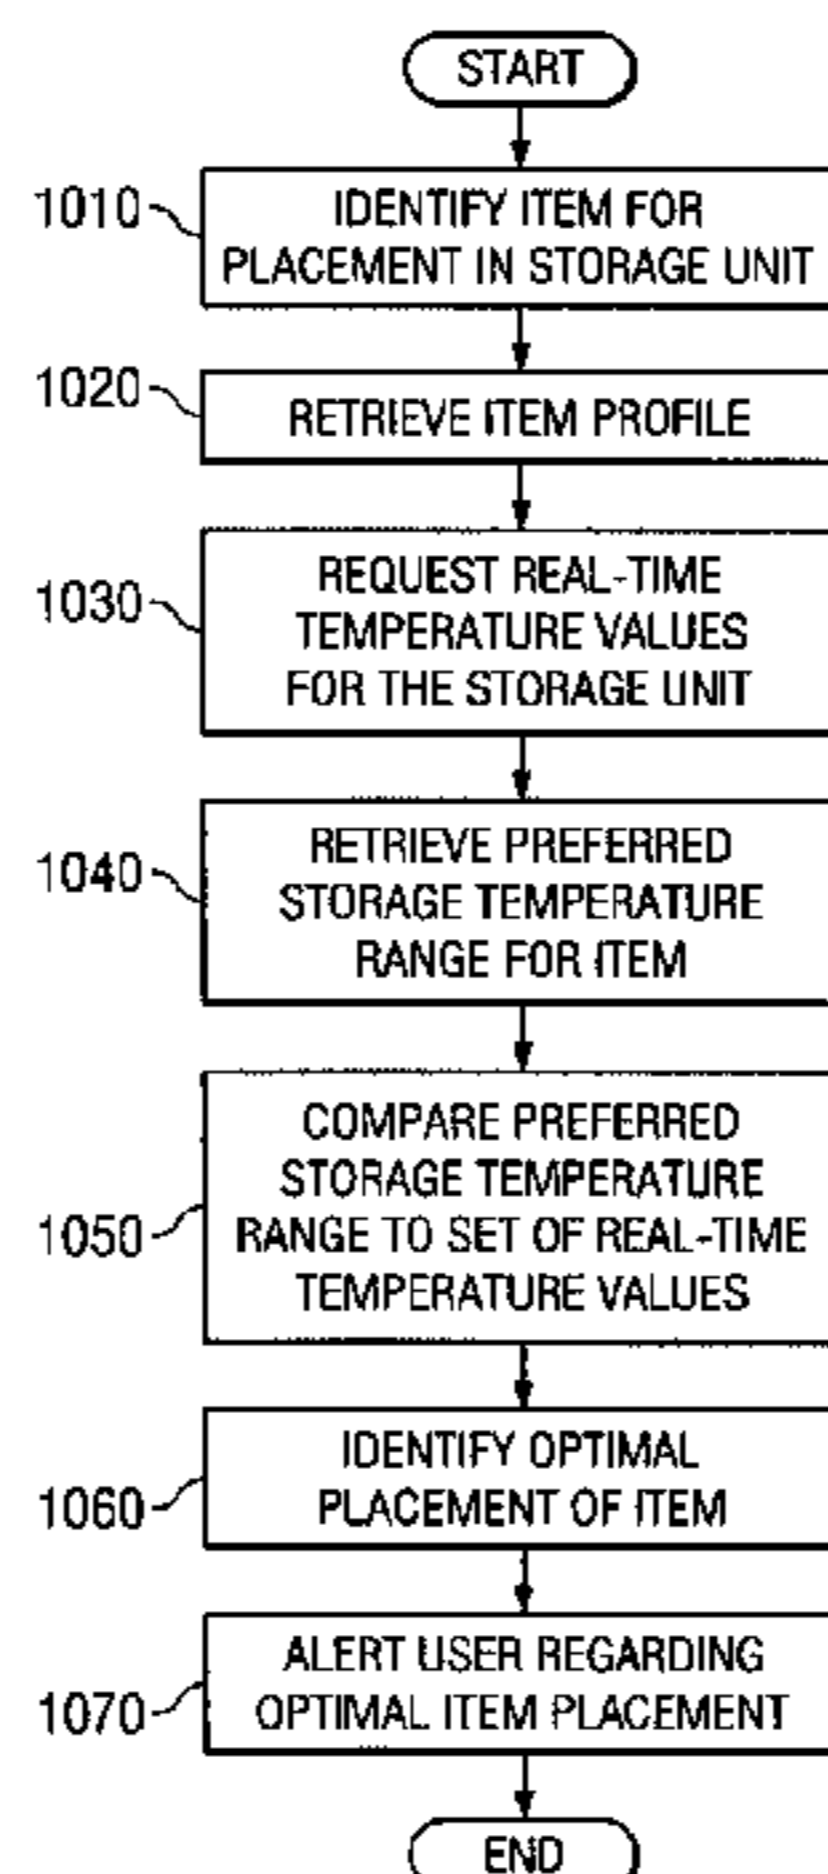 START
1010
IDENTIFY ITEM FOR
PLACEMENT IN STORAGE UNIT
1020
RETRIEVE ITEM PROFILE
1030
REQUEST REAL-TIME
TEMPERATURE VALUES
FOR THE STORAGE UNIT
1040
RETRIEVE PREFERRED
STORAGE TEMPERATURE
RANGE FOR ITEM
1050
COMPARE PREFERRED
STORAGE TEMPERATURE
RANGE TO SET OF REAL-TIME
TEMPERATURE VALUES
1060
IDENTIFY OPTIMAL
PLACEMENT OF ITEM
1070
ALERT USER REGARDING
OPTIMAL ITEM PLACEMENT
END